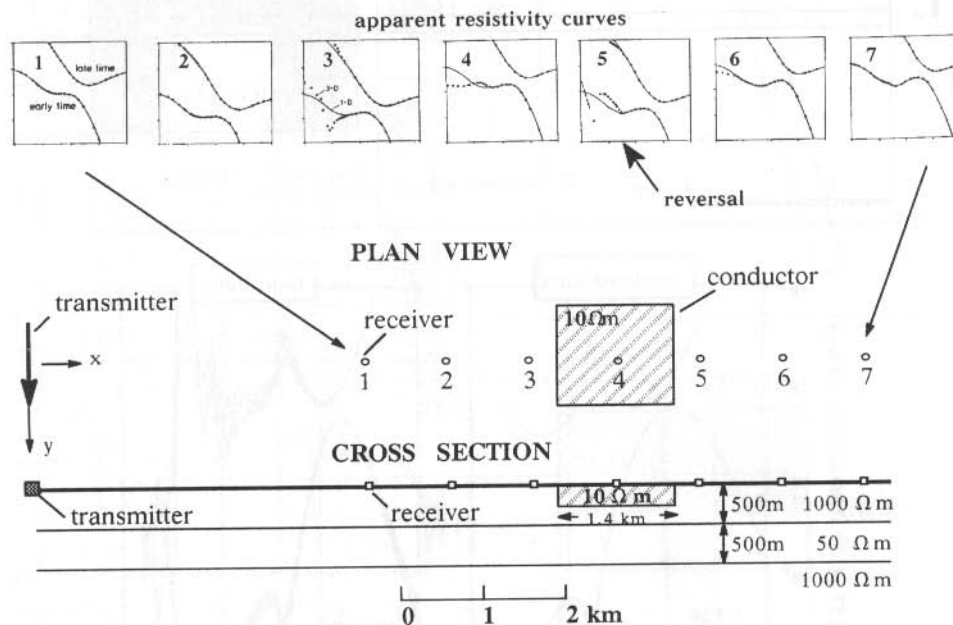 apparent resistivity curves
1 2 3 4 5 6 7
late time
early time
3-D
1-D
reversal
PLAN VIEW
transmitter
conductor
receiver
10Ωm
x
1 2 3 4 5 6 7
y
CROSS SECTION
10 Ω m
transmitter
receiver
1.4 km
500m 1000 Ω m
500m 50 Ω m
1000 Ω m
0 1 2 km